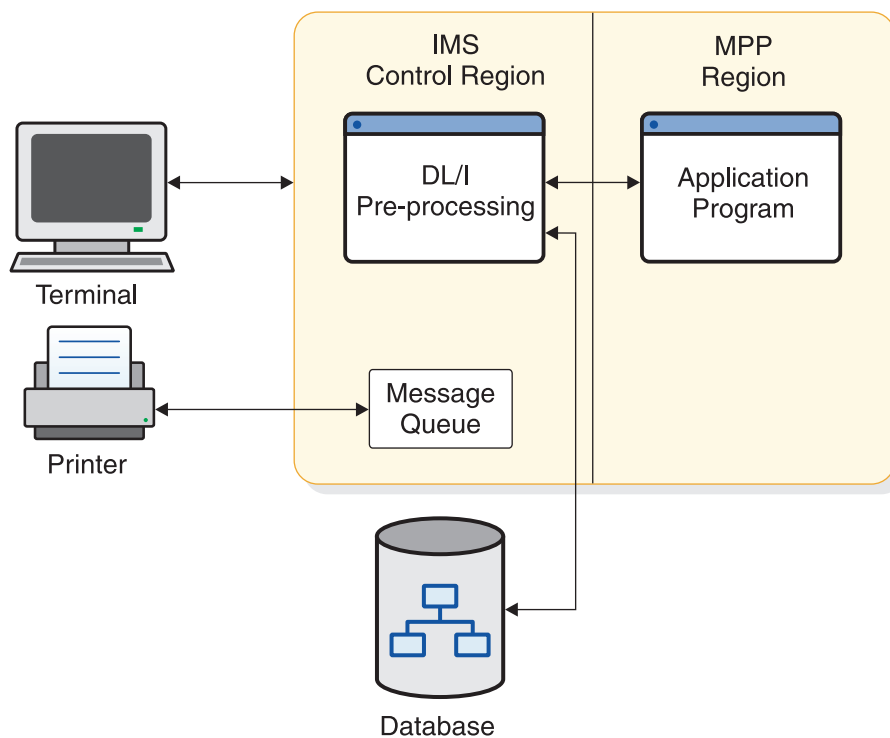 IMS
Control Region
MPP
Region
DL/I
Pre-processing
Application
Program
Terminal
Message
Queue
Printer
Database